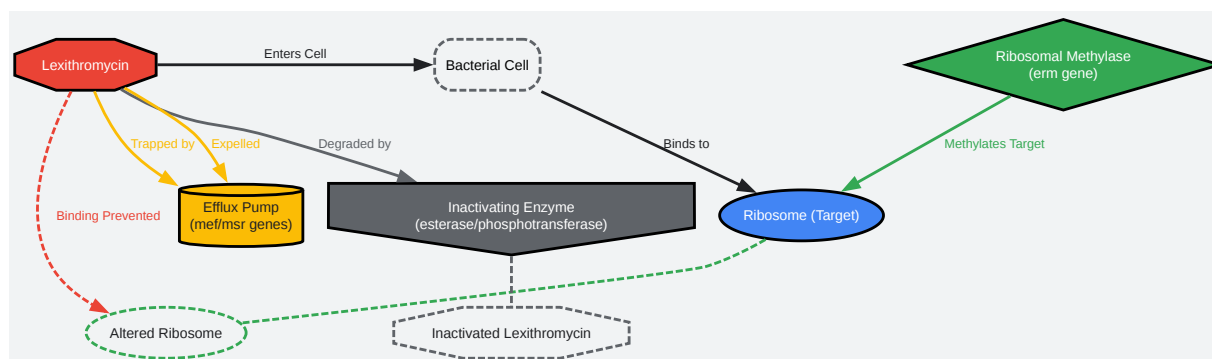 Lexithromycin
Enters Cell
Bacterial Cell
Ribosomal Methylase
(erm gene)
Trapped by
Expelled
Degraded by
Binds to
Methylates Target
Binding Prevented
Efflux Pump
(mef/msr genes)
Inactivating Enzyme
(esterase/phosphotransferase)
Ribosome (Target)
Altered Ribosome
Inactivated Lexithromycin